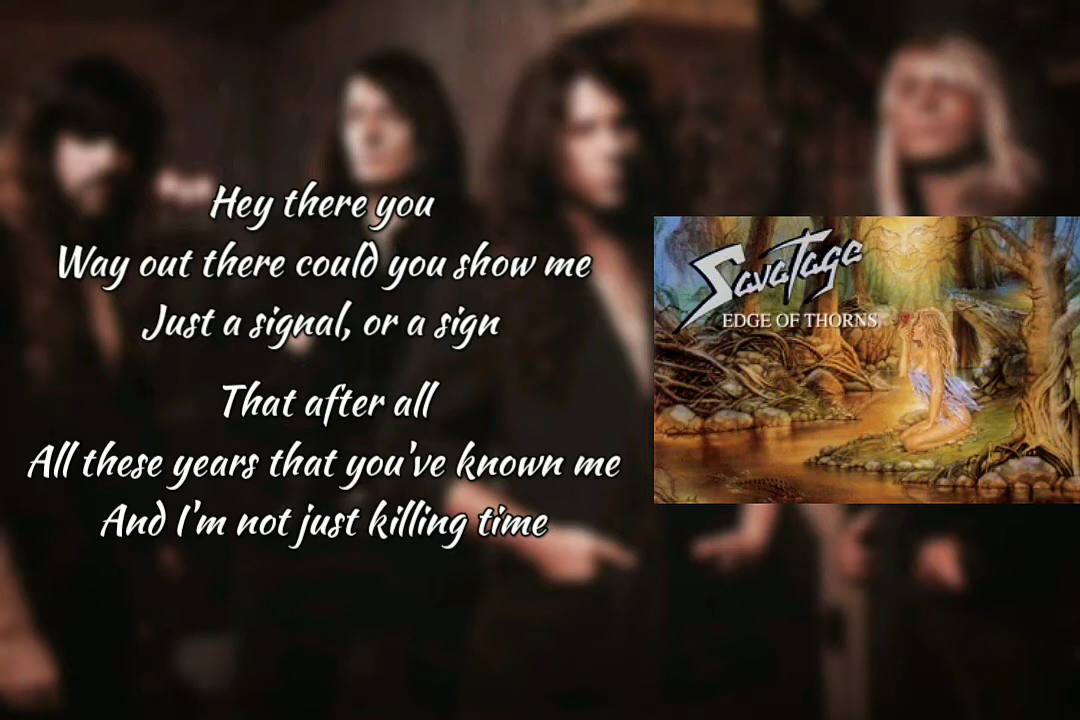 Hey there you
Way out there could you show me
Just a signal, or a sign
That after all
All these years that you've known me
And I'm not just killing time
Savatage
EDGE OF THORNS